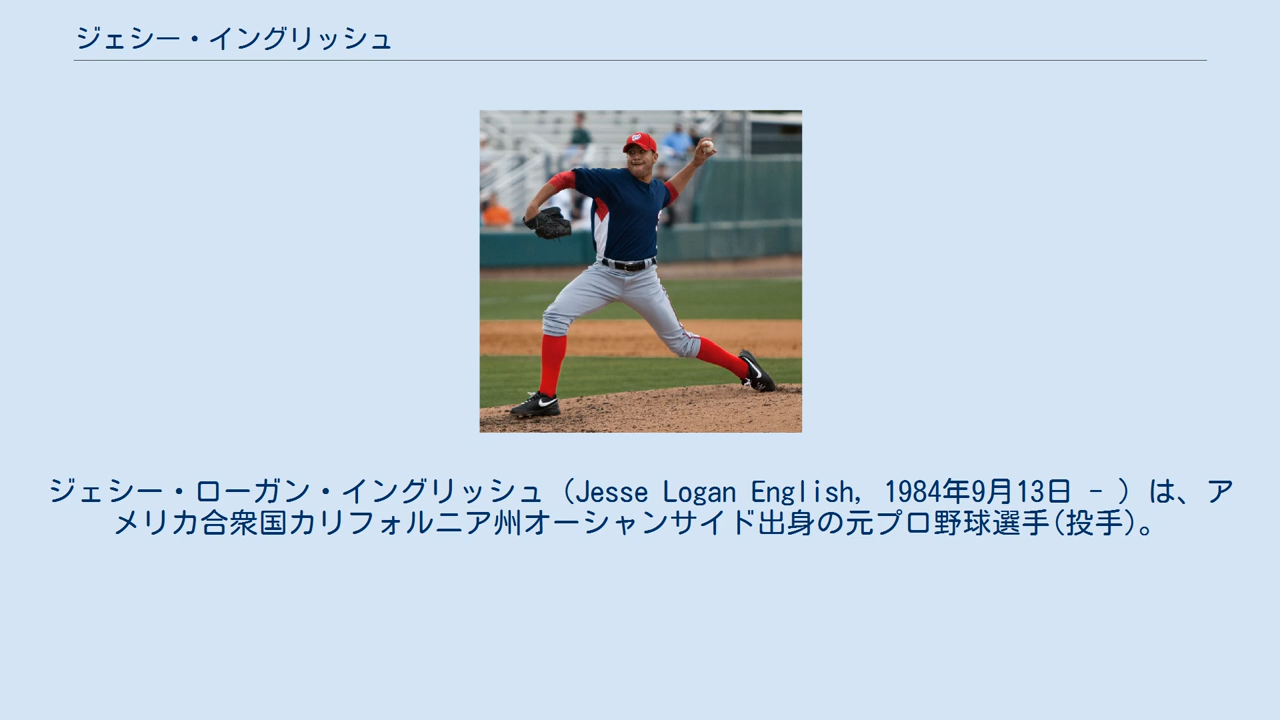 ジェシー・イングリッシュ
ジェシー・ローガン・イングリッシュ（Jesse Logan English, 1984年9月13日 - ）は、ア
メリカ合衆国カリフォルニア州オーシャンサイド出身の元プロ野球選手(投手)。